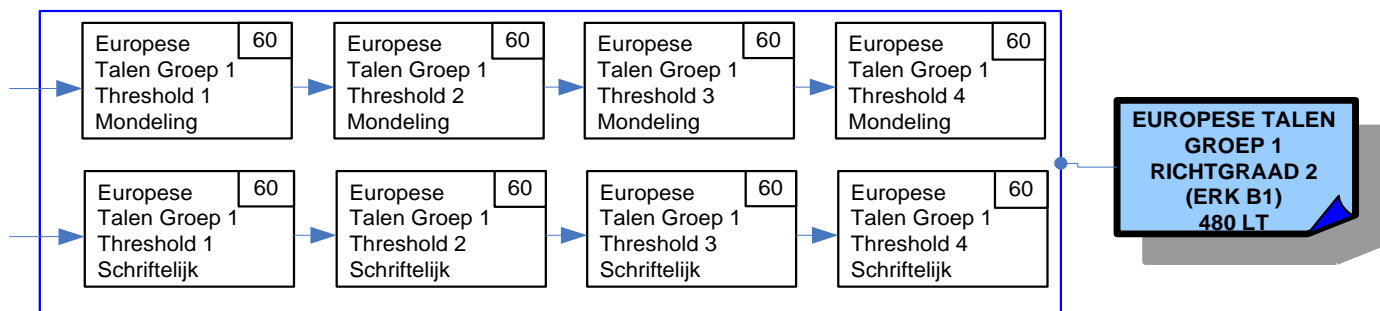 Europese
60
Talen Groep 1
Threshold 1
Mondeling
Europese
60
Talen Groep 1
Threshold 2
Mondeling
Europese
60
Talen Groep 1
Threshold 3
Mondeling
Europese
60
Talen Groep 1
Threshold 4
Mondeling
Europese
60
Talen Groep 1
Threshold 1
Schriftelijk
Europese
60
Talen Groep 1
Threshold 2
Schriftelijk
Europese
60
Talen Groep 1
Threshold 3
Schriftelijk
Europese
60
Talen Groep 1
Threshold 4
Schriftelijk
EUROPESE TALEN
GROEP 1
RICHTGRAAD 2
(ERK B1)
480 LT